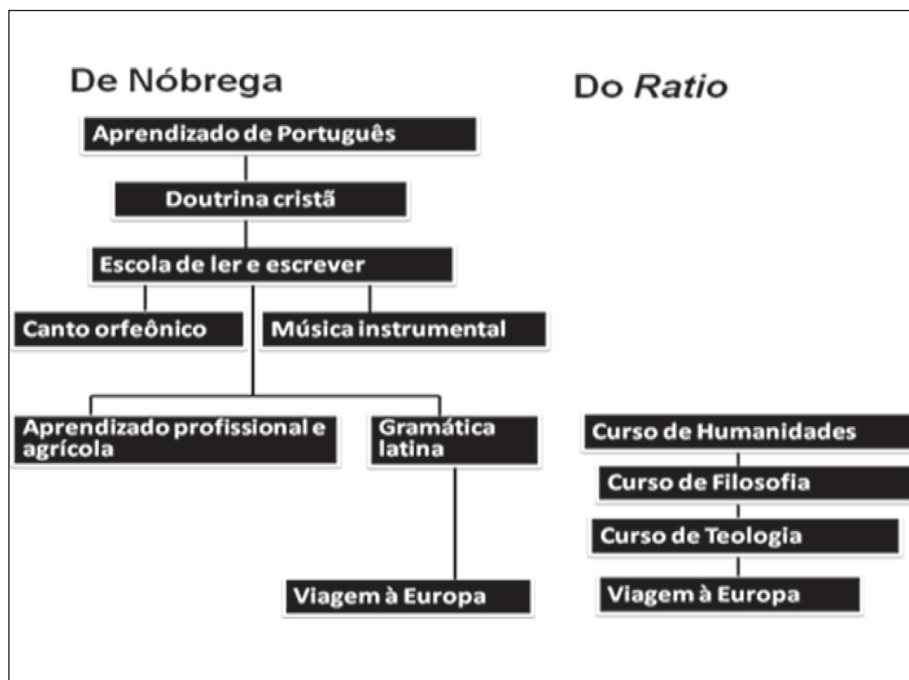 De Nóbrega
Aprendizado de Português
Doutrina cristã
Escola de ler e escrever
Canto orfeônico
Música instrumental
Aprendizado profissional e
agrícola
Gramática
latina
Viagem à Europa
Do Ratio
Curso de Humanidades
Curso de Filosofia
Curso de Teologia
Viagem à Europa